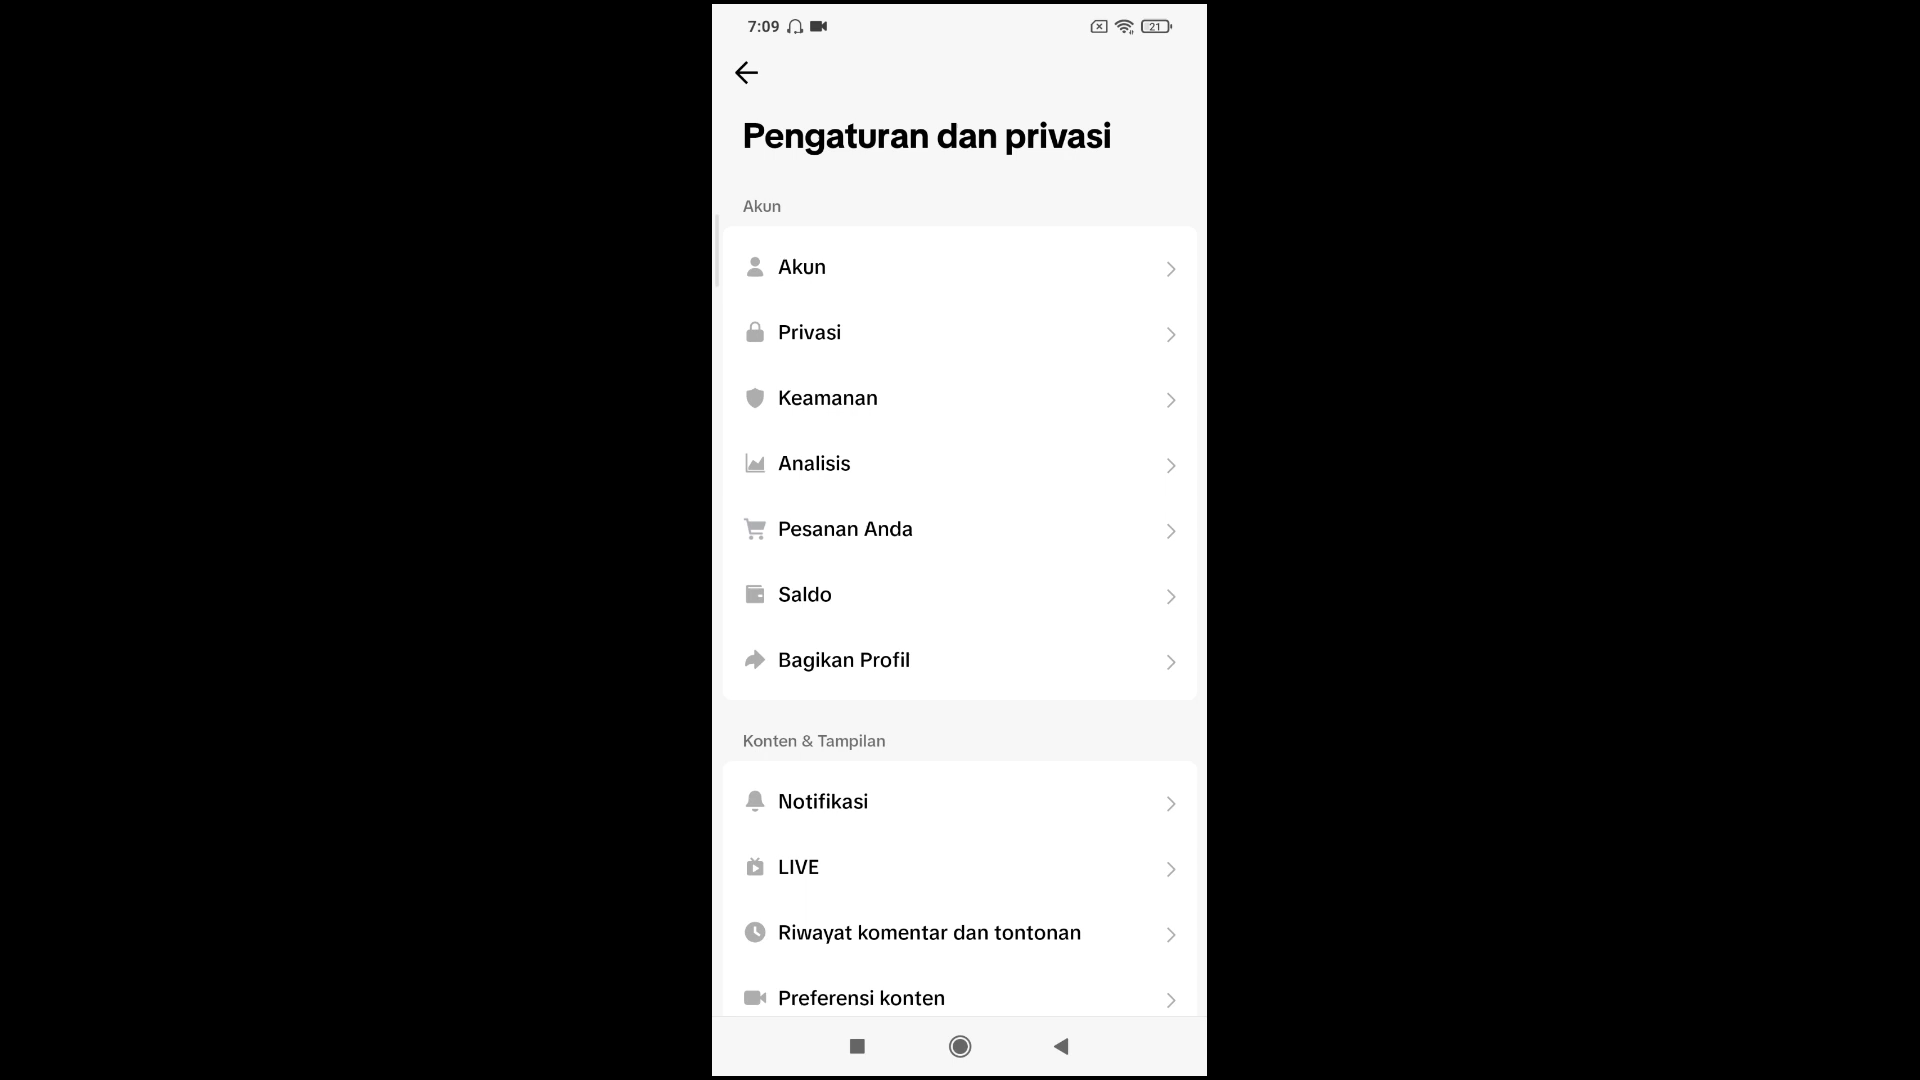 7:09
21
Pengaturan dan privasi
Akun
Akun
Privasi
Keamanan
Analisis
Pesanan Anda
Saldo
Bagikan Profil
Konten & Tampilan
Notifikasi
LIVE
Riwayat komentar dan tontonan
Preferensi konten